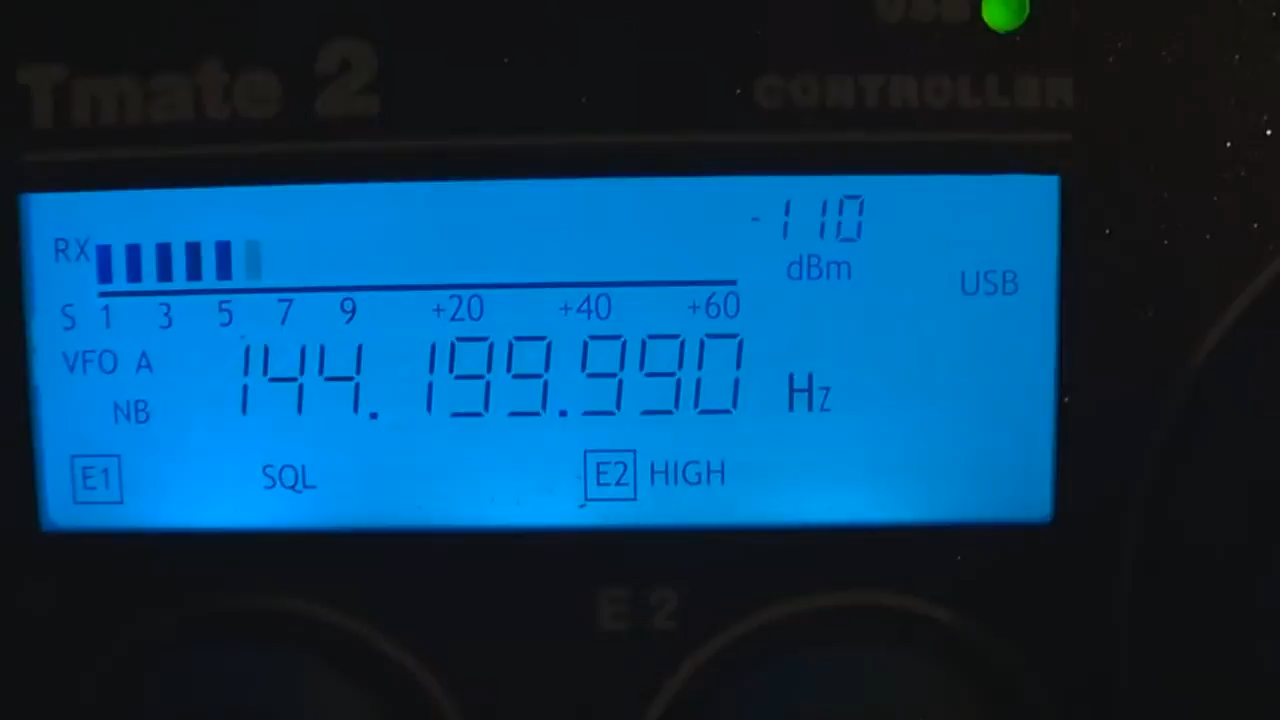 USB
Tmate 2
CONTROLLER
-110
dBm
RX
USB
S 1 3 5 7 9 +20 +40 +60
VFO A
144.199.990 Hz
NB
E1 SQL E2 HIGH
E2